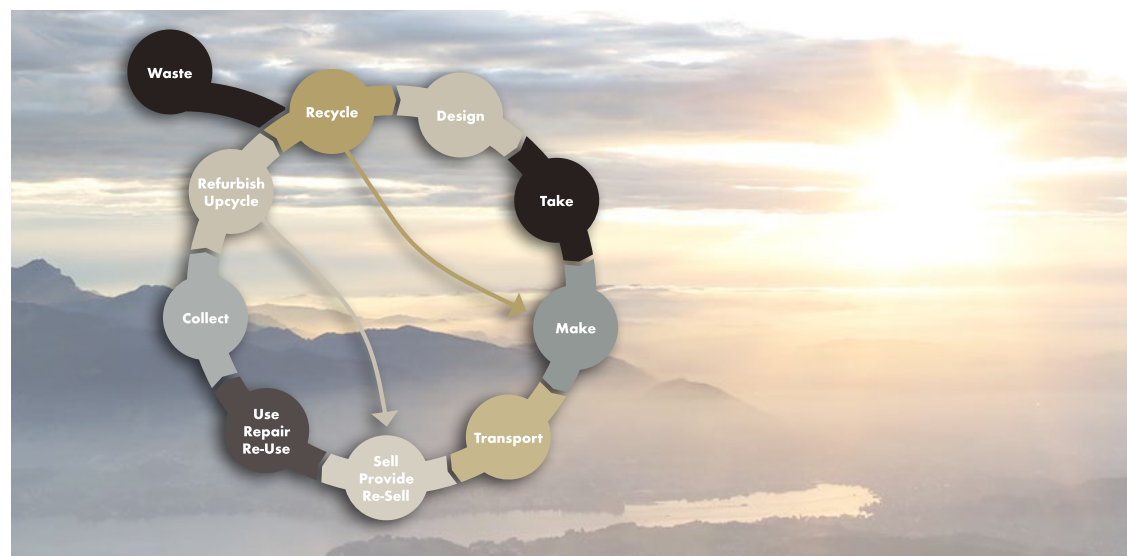 Waste
Recycle
Design
Take
Make
Transport
Sell
Provide
Re-Sell
Use
Repair
Re-Use
Collect
Refurbish
Upcycle